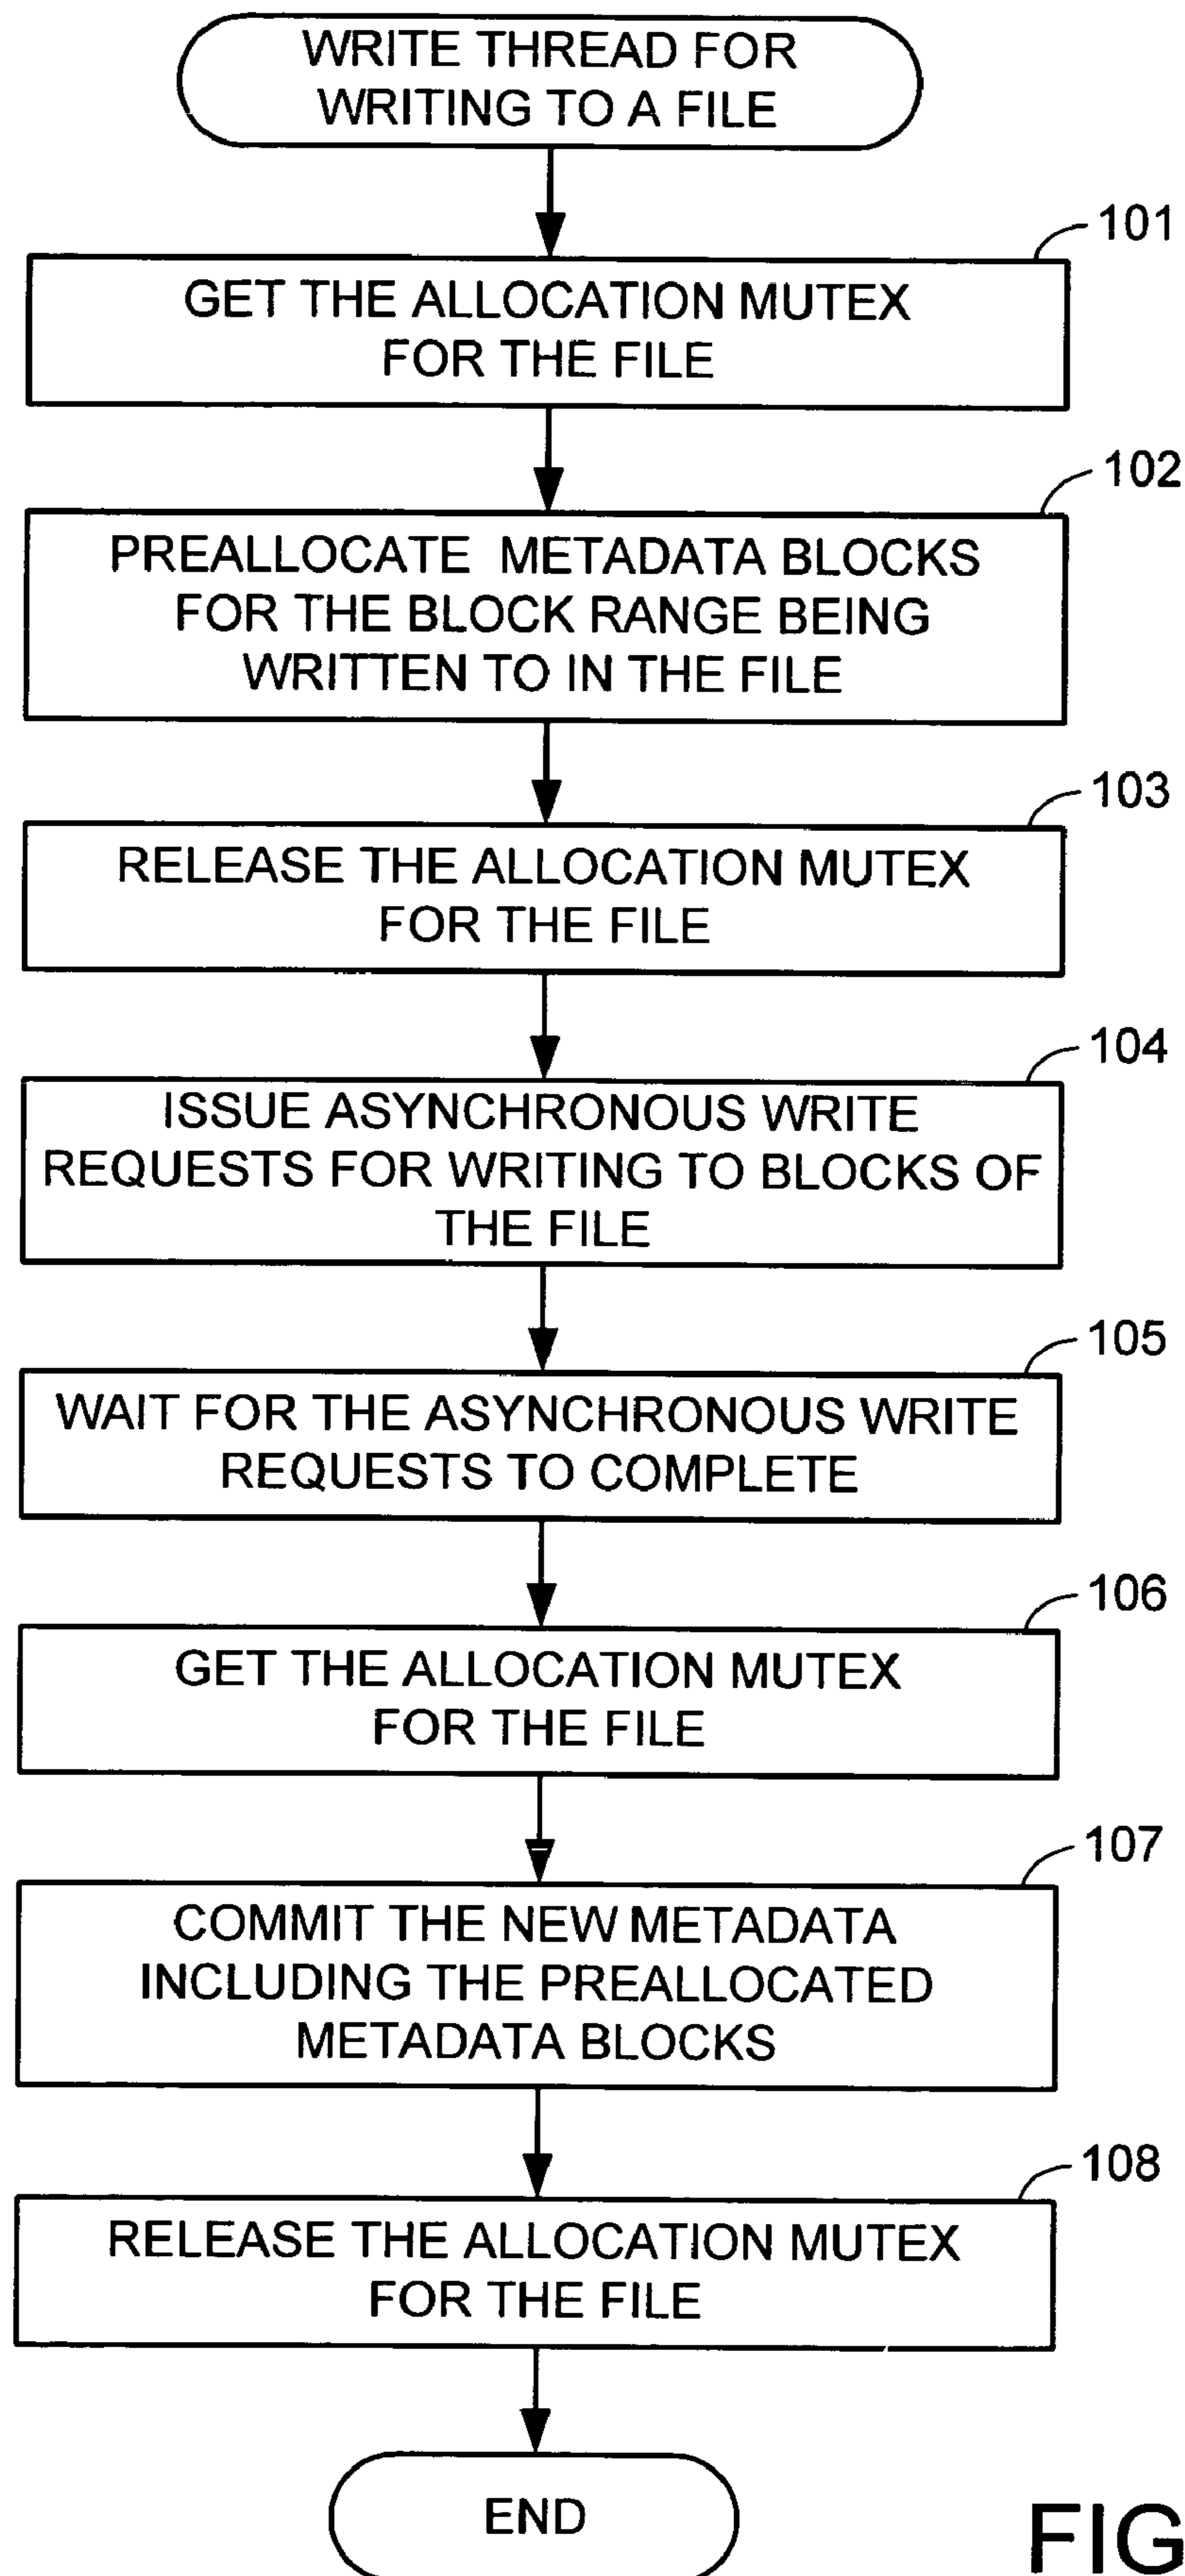 WRITE THREAD FOR
WRITING TO A FILE
101
GET THE ALLOCATION MUTEX
FOR THE FILE
102
PREALLOCATE METADATA BLOCKS
FOR THE BLOCK RANGE BEING
WRITTEN TO IN THE FILE
103
RELEASE THE ALLOCATION MUTEX
FOR THE FILE
104
ISSUE ASYNCHRONOUS WRITE
REQUESTS FOR WRITING TO BLOCKS OF
THE FILE
105
WAIT FOR THE ASYNCHRONOUS WRITE
REQUESTS TO COMPLETE
106
GET THE ALLOCATION MUTEX
FOR THE FILE
107
COMMIT THE NEW METADATA
INCLUDING THE PREALLOCATED
METADATA BLOCKS
108
RELEASE THE ALLOCATION MUTEX
FOR THE FILE
END
FIG